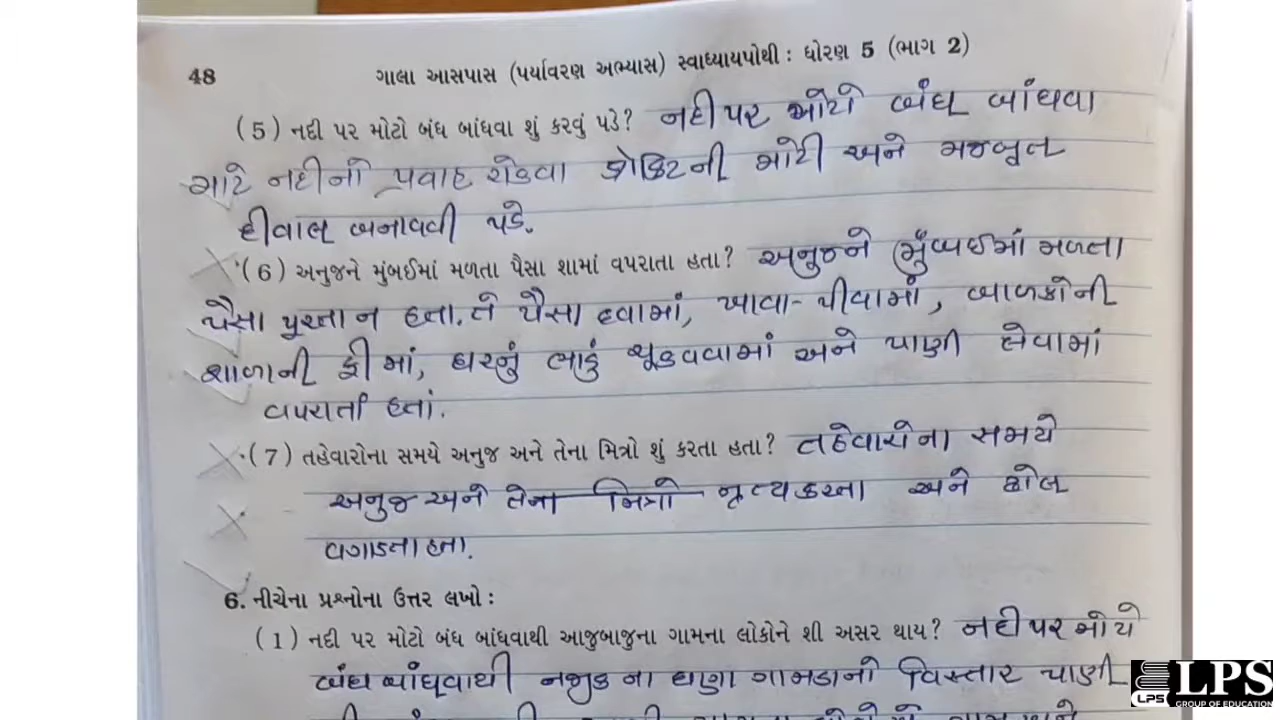 48
ગાલા આસપાસ (પર્યાવરણ અભ્યાસ) સ્વાધ્યાયપોથી : ધોરણ 5 (ભાગ 2)
(5) નદી પર મોટો બંધ બાંધવા શું કરવું પડે? નદી પર મોટો બંધ બાંધવા
માટે નદીનો પ્રવાહ રોકવા ક્રોક્રિટની મોટી અને મજબૂત
દીવાલ બનાવવી પડે.
(6) અનુજને મુંબઈમાં મળતા પૈસા શામાં વપરાતા હતા? અનુજને મુંબઈમાં મળતા
પૈસા પૂરતા ન હતા. તે પૈસા દવામાં, ખાવા-પીવામાં, બાળકોની
શાળાની ફીમાં, ઘરનું ભાડું ચૂકવવામાં અને પાણી લેવામાં
વપરાતાં હતાં.
(7) તહેવારોના સમયે અનુજ અને તેના મિત્રો શું કરતા હતા? તહેવારોના સમયે
અનુજ અને તેના મિત્રો નૃત્ય કરતા અને ઢોલ
વગાડતા હતા.
6. નીચેના પ્રશ્નોના ઉત્તર લખો :
(1) નદી પર મોટો બંધ બાંધવાથી આજુબાજુના ગામના લોકોને શી અસર થાય? નદી પર મોટો
બંધ બાંધવાથી નજીક ના ઘણા ગામડાનો વિસ્તાર પાણી
LPS
LPS
GROUP OF EDUCATION